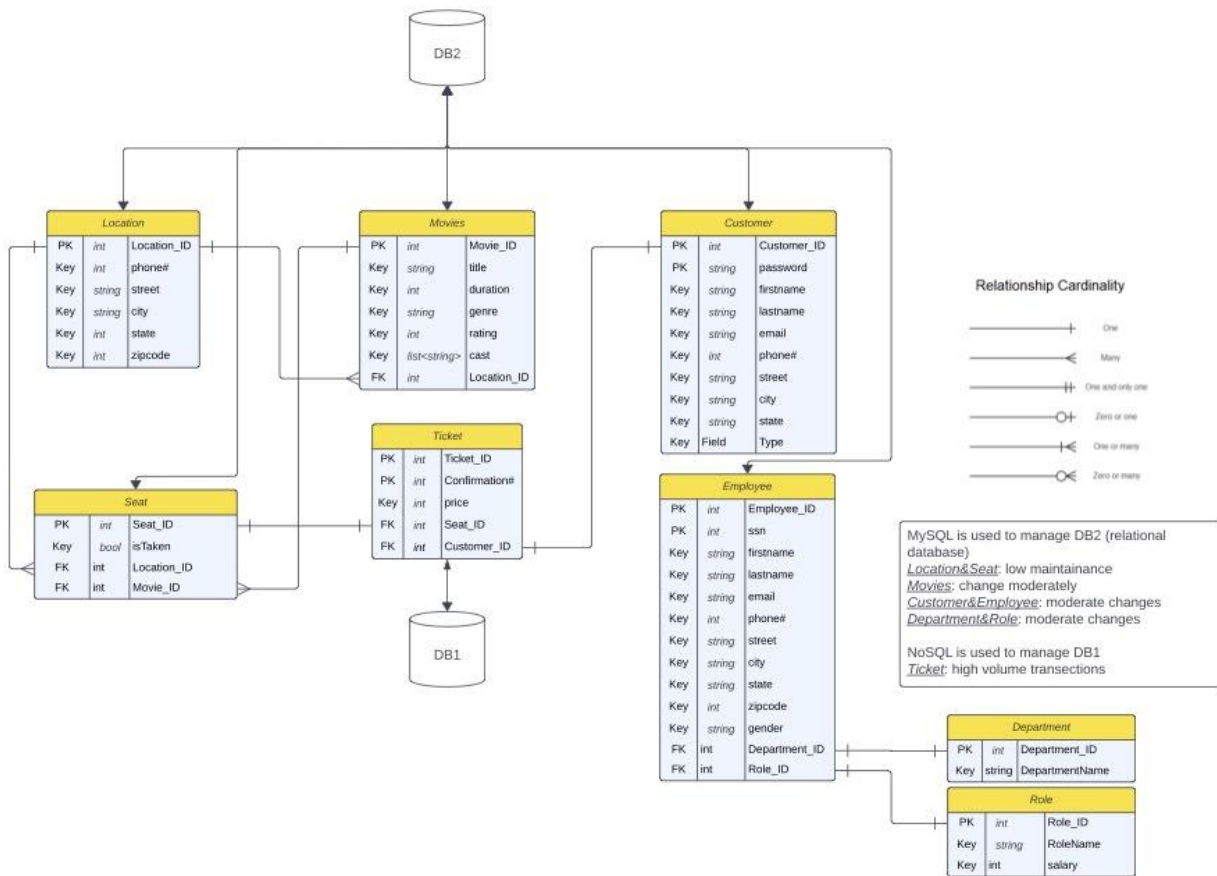 DB2
Location
PK int Location_ID
Key int phone#
Key string street
Key string city
Key int state
Key int zipcode
Movies
PK int Movie_ID
Key string title
Key int duration
Key string genre
Key int rating
Key list<string> cast
FK int Location_ID
Customer
PK int Customer_ID
PK string password
Key string firstname
Key string lastname
Key string email
Key int phone#
Key string street
Key string city
Key string state
Key Field Type
Relationship Cardinality
One
Many
One and only one
Zero or one
One or many
Zero or many
Ticket
PK int Ticket_ID
PK int Confirmation#
Key int price
FK int Seat_ID
FK int Customer_ID
Seat
PK int Seat_ID
Key bool isTaken
FK int Location_ID
FK int Movie_ID
DB1
Employee
PK int Employee_ID
PK int ssn
Key string firstname
Key string lastname
Key string email
Key int phone#
Key string street
Key string city
Key string state
Key int zipcode
Key string gender
FK int Department_ID
FK int Role_ID
MySQL is used to manage DB2 (relational
database)
Location&Seat: low maintainance
Movies: change moderately
Customer&Employee: moderate changes
Department&Role: moderate changes
NoSQL is used to manage DB1
Ticket: high volume transections
Department
PK int Department_ID
Key string DepartmentName
Role
PK int Role_ID
Key string RoleName
Key int salary